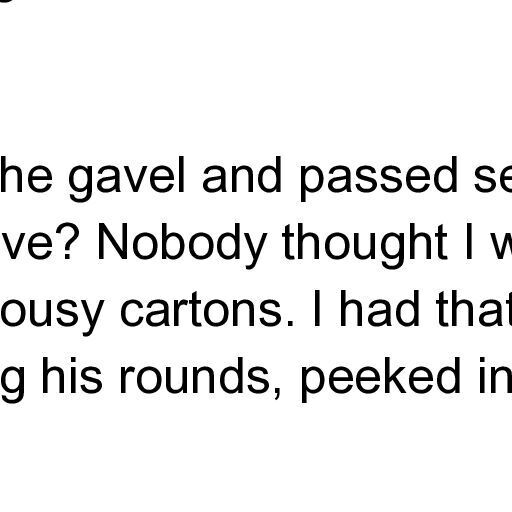 he gavel and passed se
ve? Nobody thought I w
ousy cartons. I had that
g his rounds, peeked in